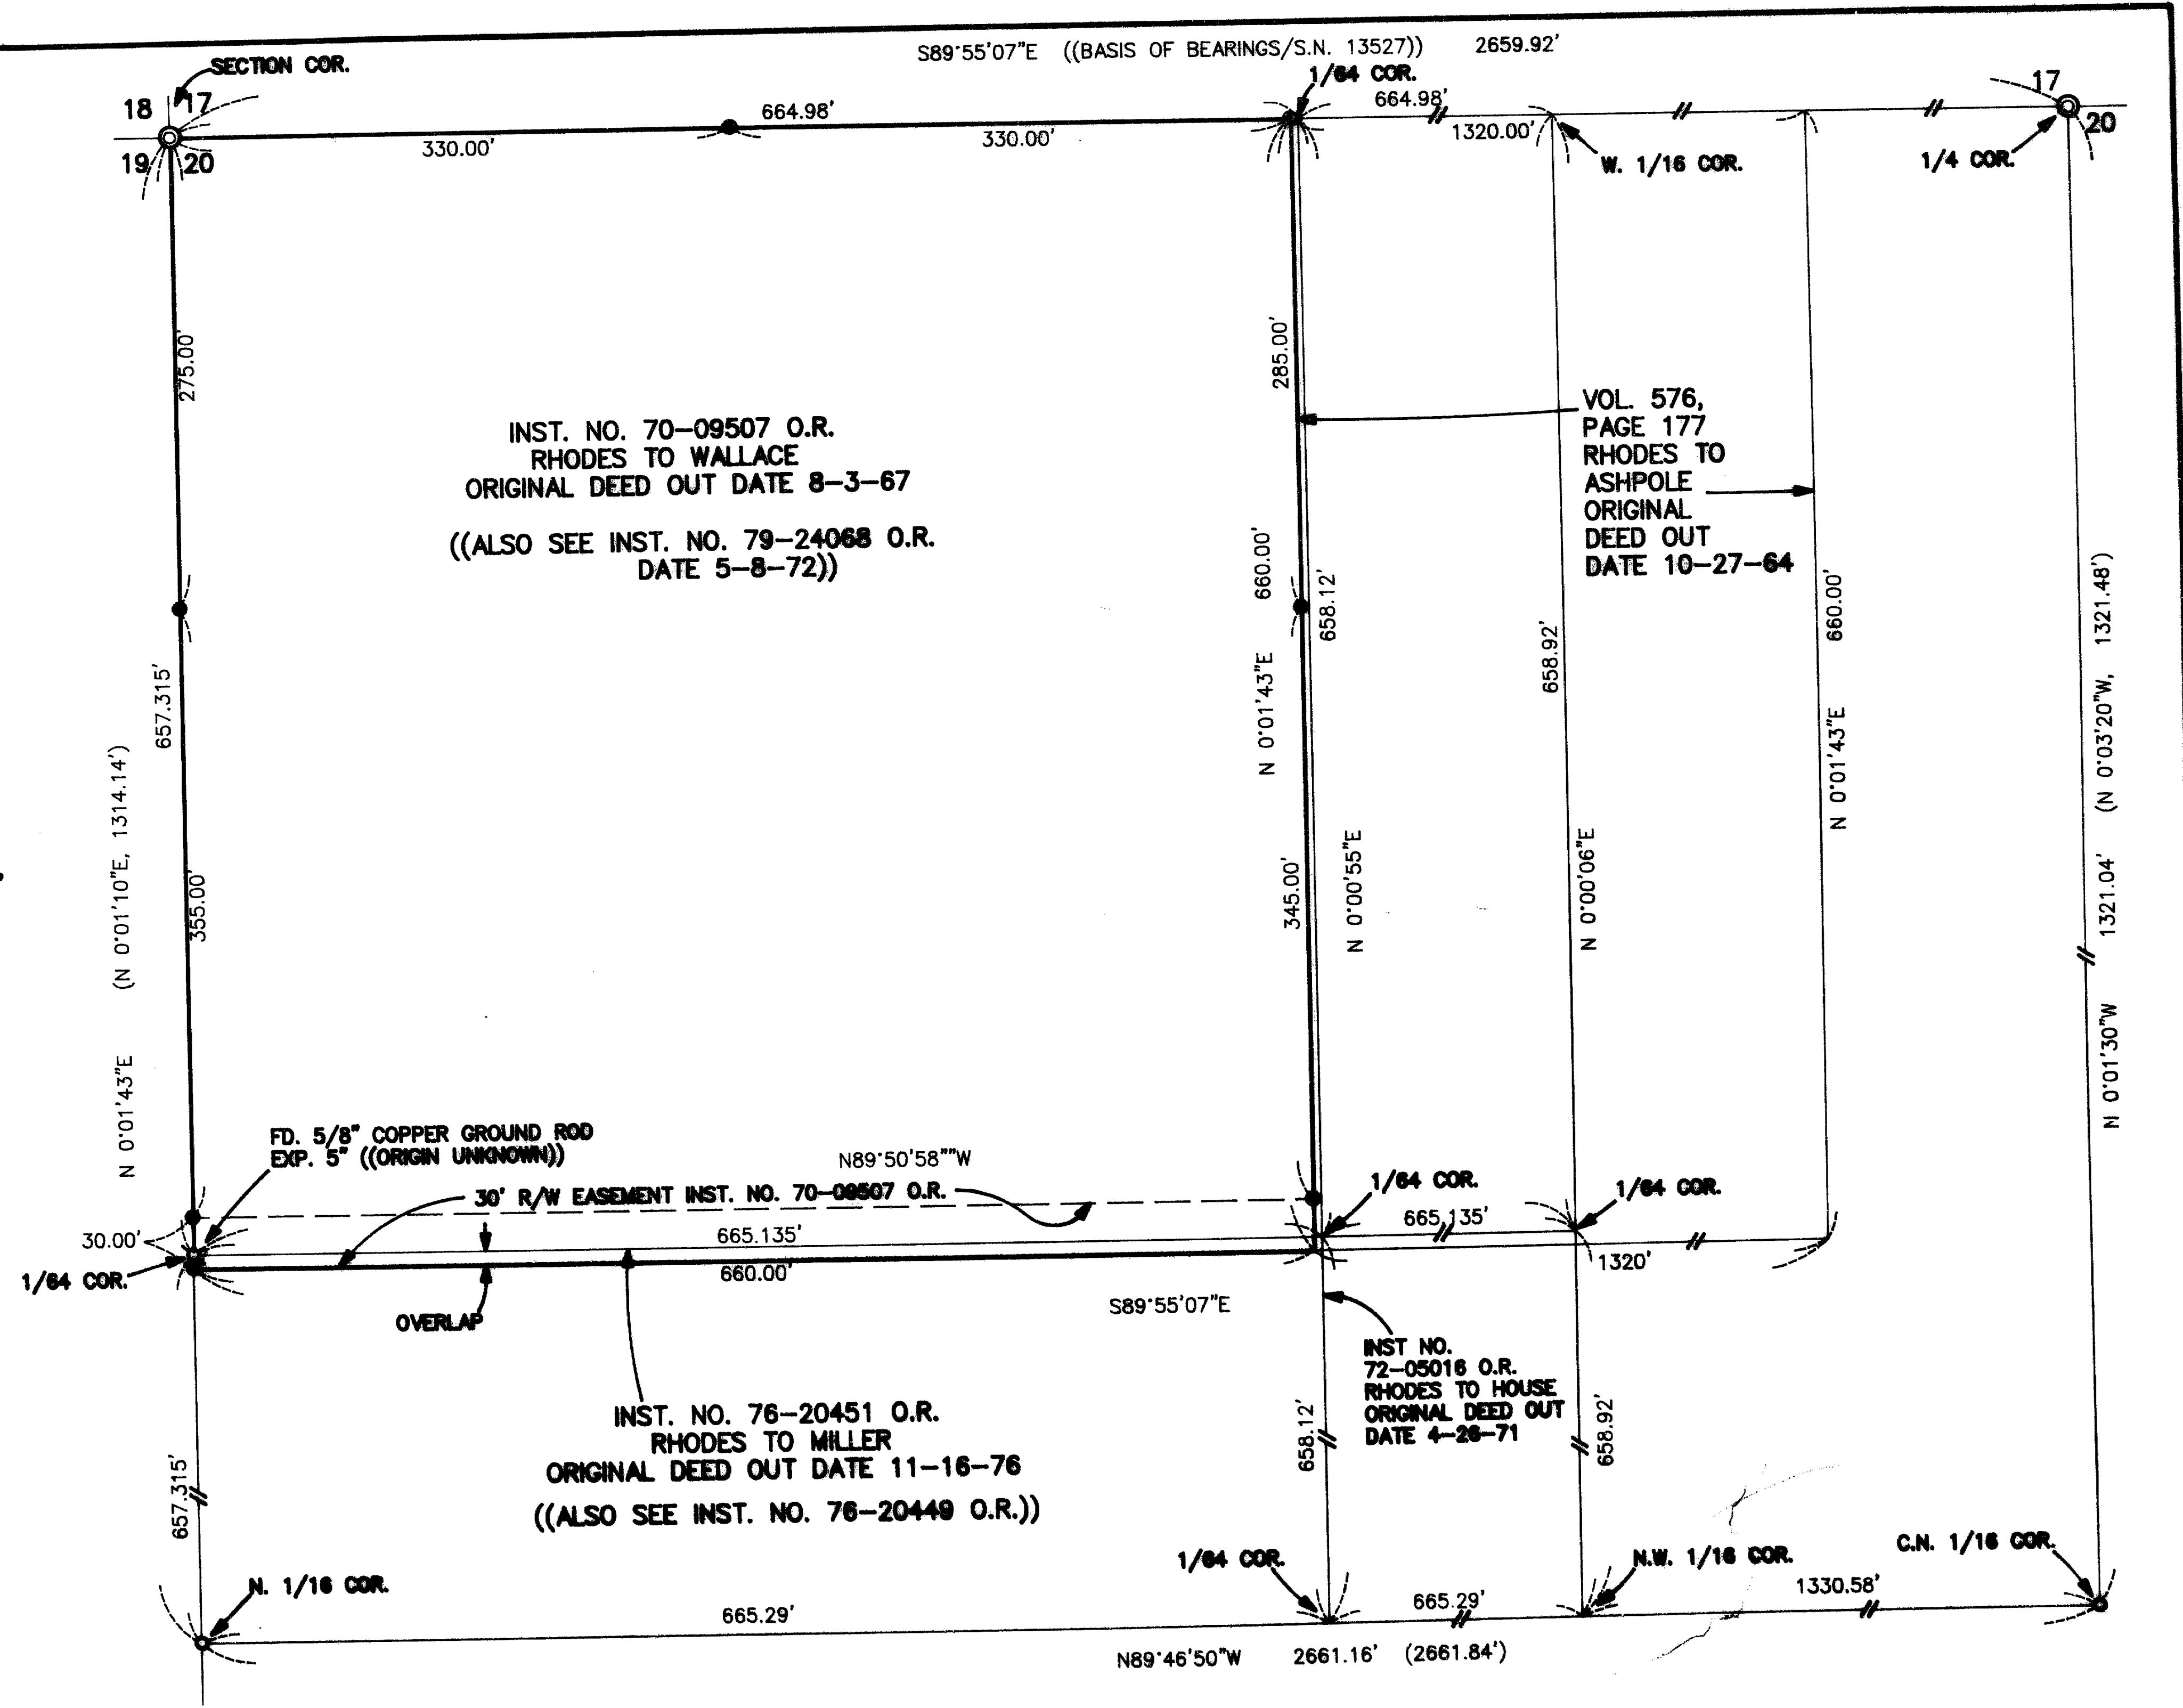 S89°55'07"E ((BASIS OF BEARINGS/S.N. 13527)) 2659.92'
SECTION COR.
1/64 COR.
18 17
19 20
664.98'
664.98'
17
20
330.00'
330.00'
1320.00'
W. 1/16 COR.
1/4 COR.
275.00'
285.00'
INST. NO. 70-09507 O.R.
RHODES TO WALLACE
ORIGINAL DEED OUT DATE 8-3-67
((ALSO SEE INST. NO. 79-24068 O.R.
DATE 5-8-72))
VOL. 576,
PAGE 177
RHODES TO
ASHPOLE
ORIGINAL
DEED OUT
DATE 10-27-64
657.315'
N 0°01'43"E (N 0°01'10"E, 1314.14')
355.00'
N 0°01'43"E 660.00'
658.12'
N 0°00'55"E
345.00'
658.92'
N 0°00'06"E
660.00'
N 0°01'43"E
N 0°01'30"W 1321.04' (N 0°03'20"W, 1321.48')
FD. 5/8" COPPER GROUND ROD
EXP. 5" ((ORIGIN UNKNOWN))
N89°50'58""W
30' R/W EASEMENT INST. NO. 70-09507 O.R.
1/64 COR.
1/64 COR.
30.00'
665.135'
665.135'
1/64 COR.
660.00'
1320'
S89°55'07"E
OVERLAP
INST NO.
72-05016 O.R.
RHODES TO HOUSE
ORIGINAL DEED OUT
DATE 4-26-71
INST. NO. 76-20451 O.R.
RHODES TO MILLER
ORIGINAL DEED OUT DATE 11-16-76
((ALSO SEE INST. NO. 76-20449 O.R.))
657.315'
658.12'
658.92'
N. 1/16 COR.
1/64 COR.
N.W. 1/16 COR.
C.N. 1/16 COR.
665.29'
665.29'
1330.58'
N89°46'50"W 2661.16' (2661.84')